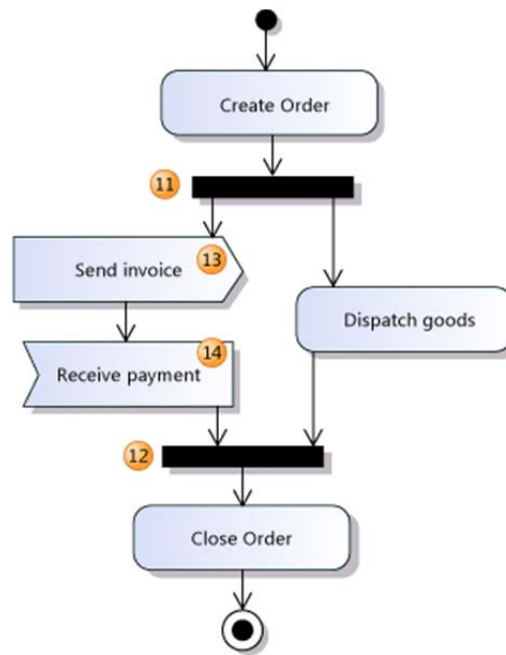 Create Order
11
13
Send invoice
Dispatch goods
14
Receive payment
12
Close Order